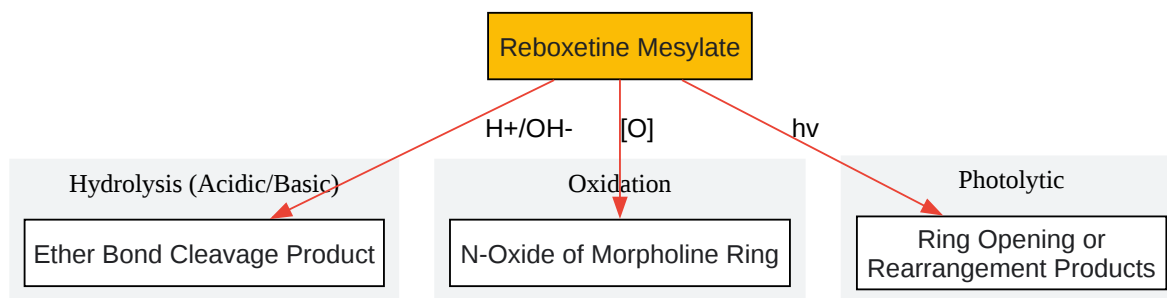 Reboxetine Mesylate
H+/OH-
[O]
hv
Hydrolysis (Acidic/Basic)
Oxidation
Photolytic
Ether Bond Cleavage Product
N-Oxide of Morpholine Ring
Ring Opening or
Rearrangement Products